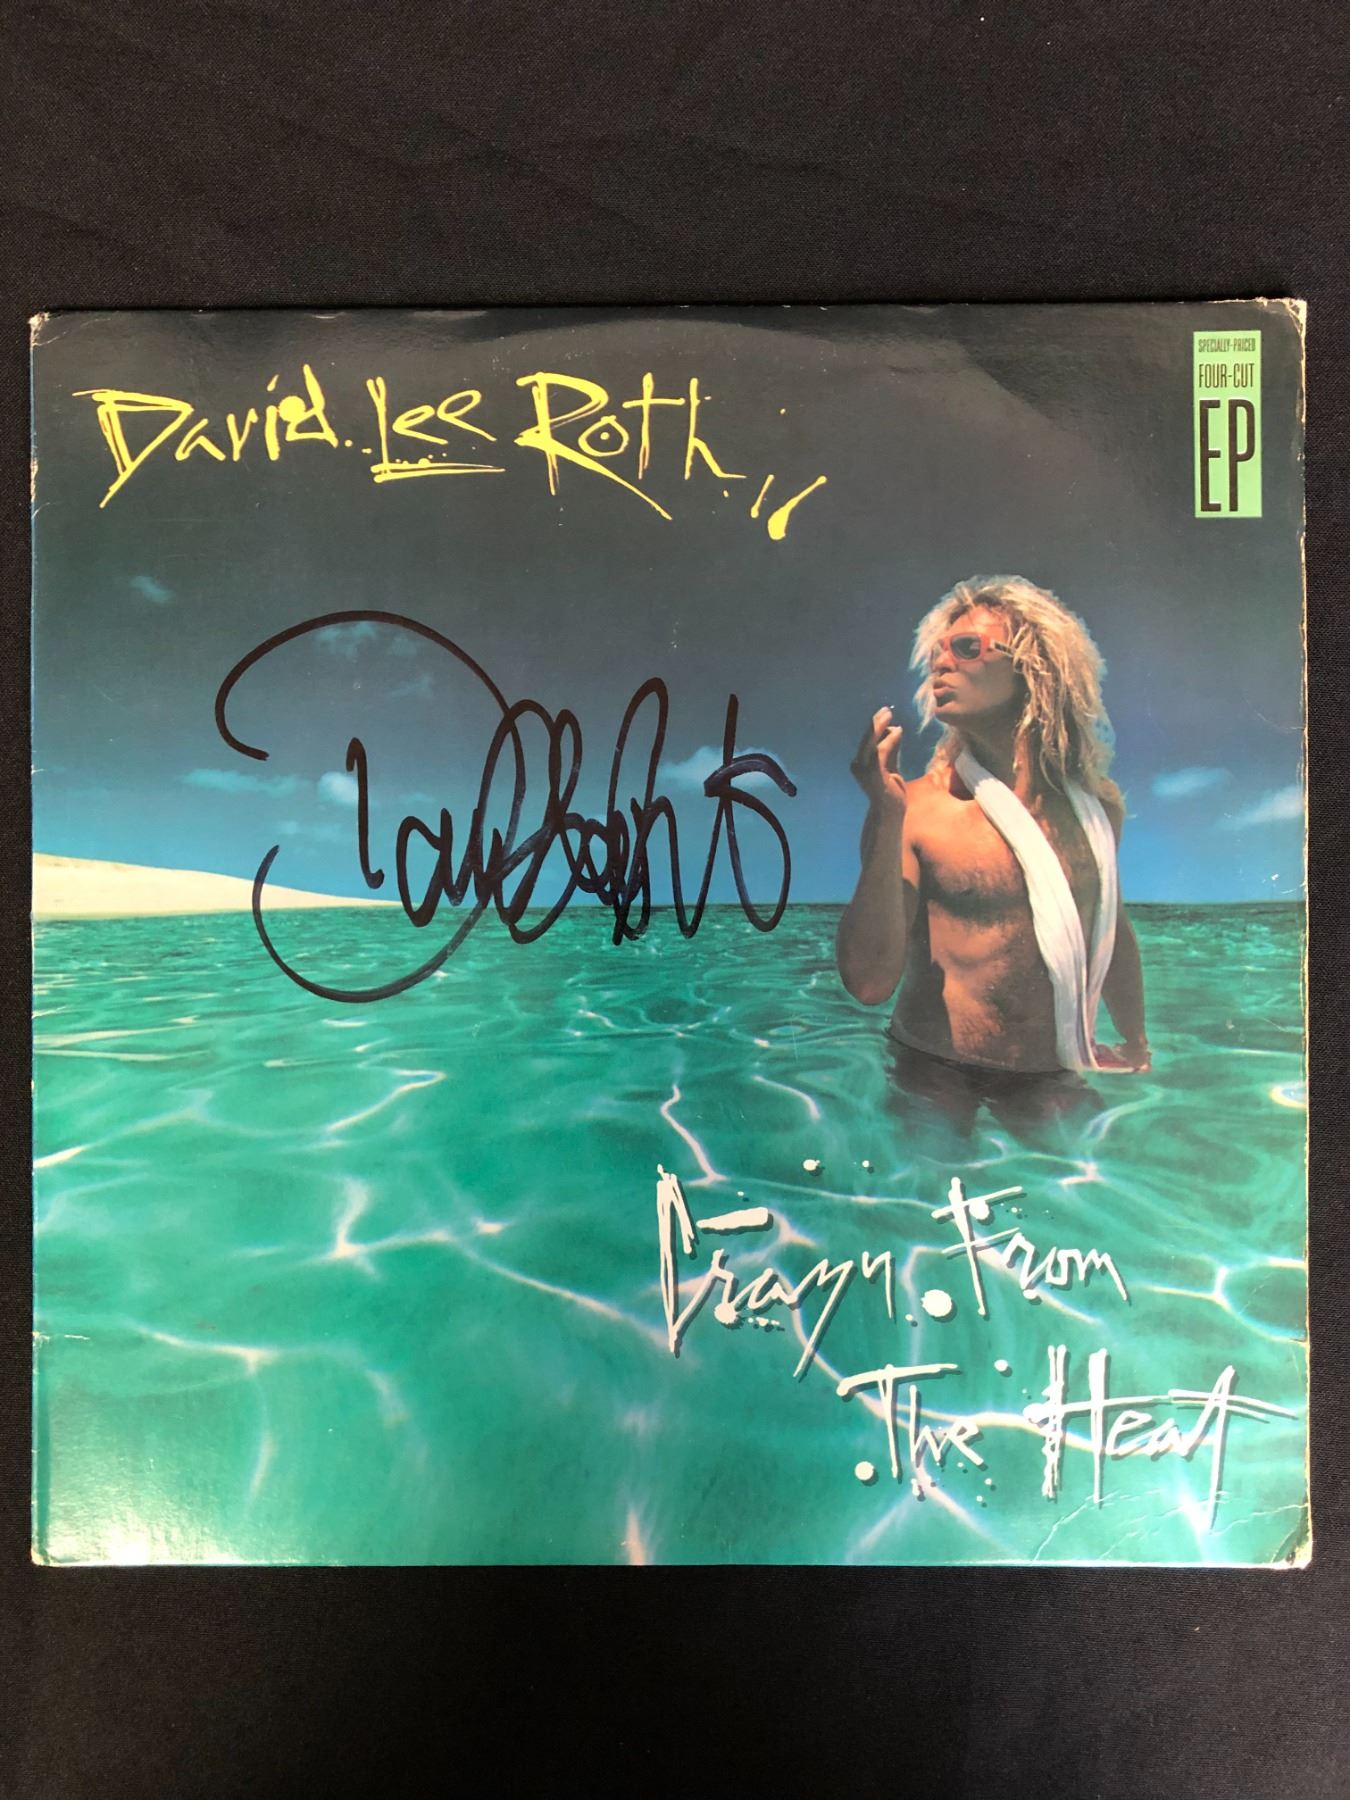 David Lee Roth
SPECIALLY-PRICED
FOUR-CUT
EP
Crazy From
The Heat